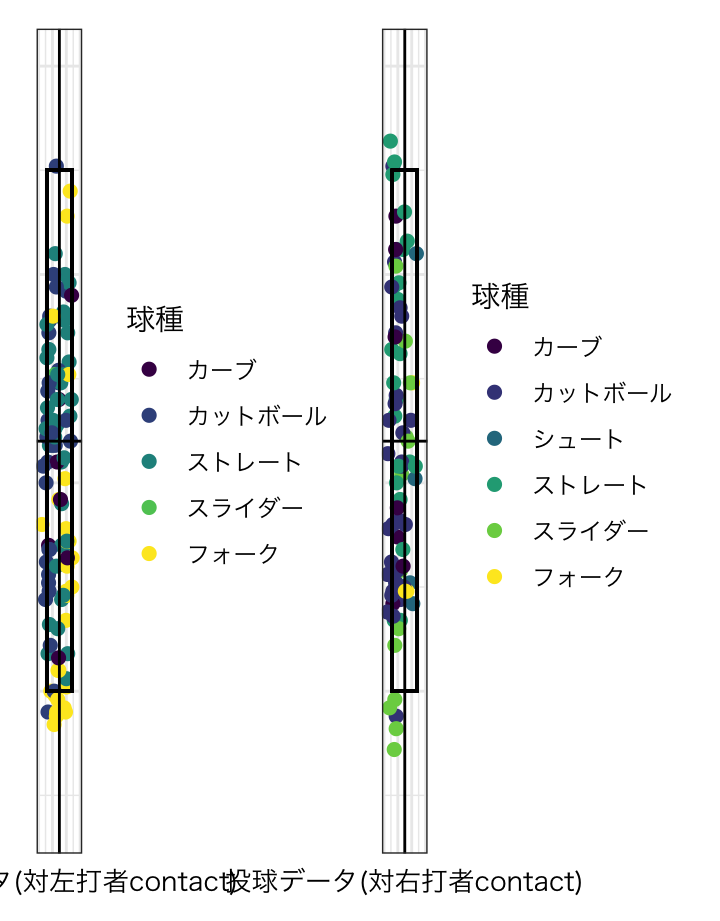 球種
カーブ
カットボール
ストレート
スライダー
フォーク
球種
カーブ
カットボール
シュート
ストレート
スライダー
フォーク
タ(対左打者contact)
投球データ(対右打者contact)